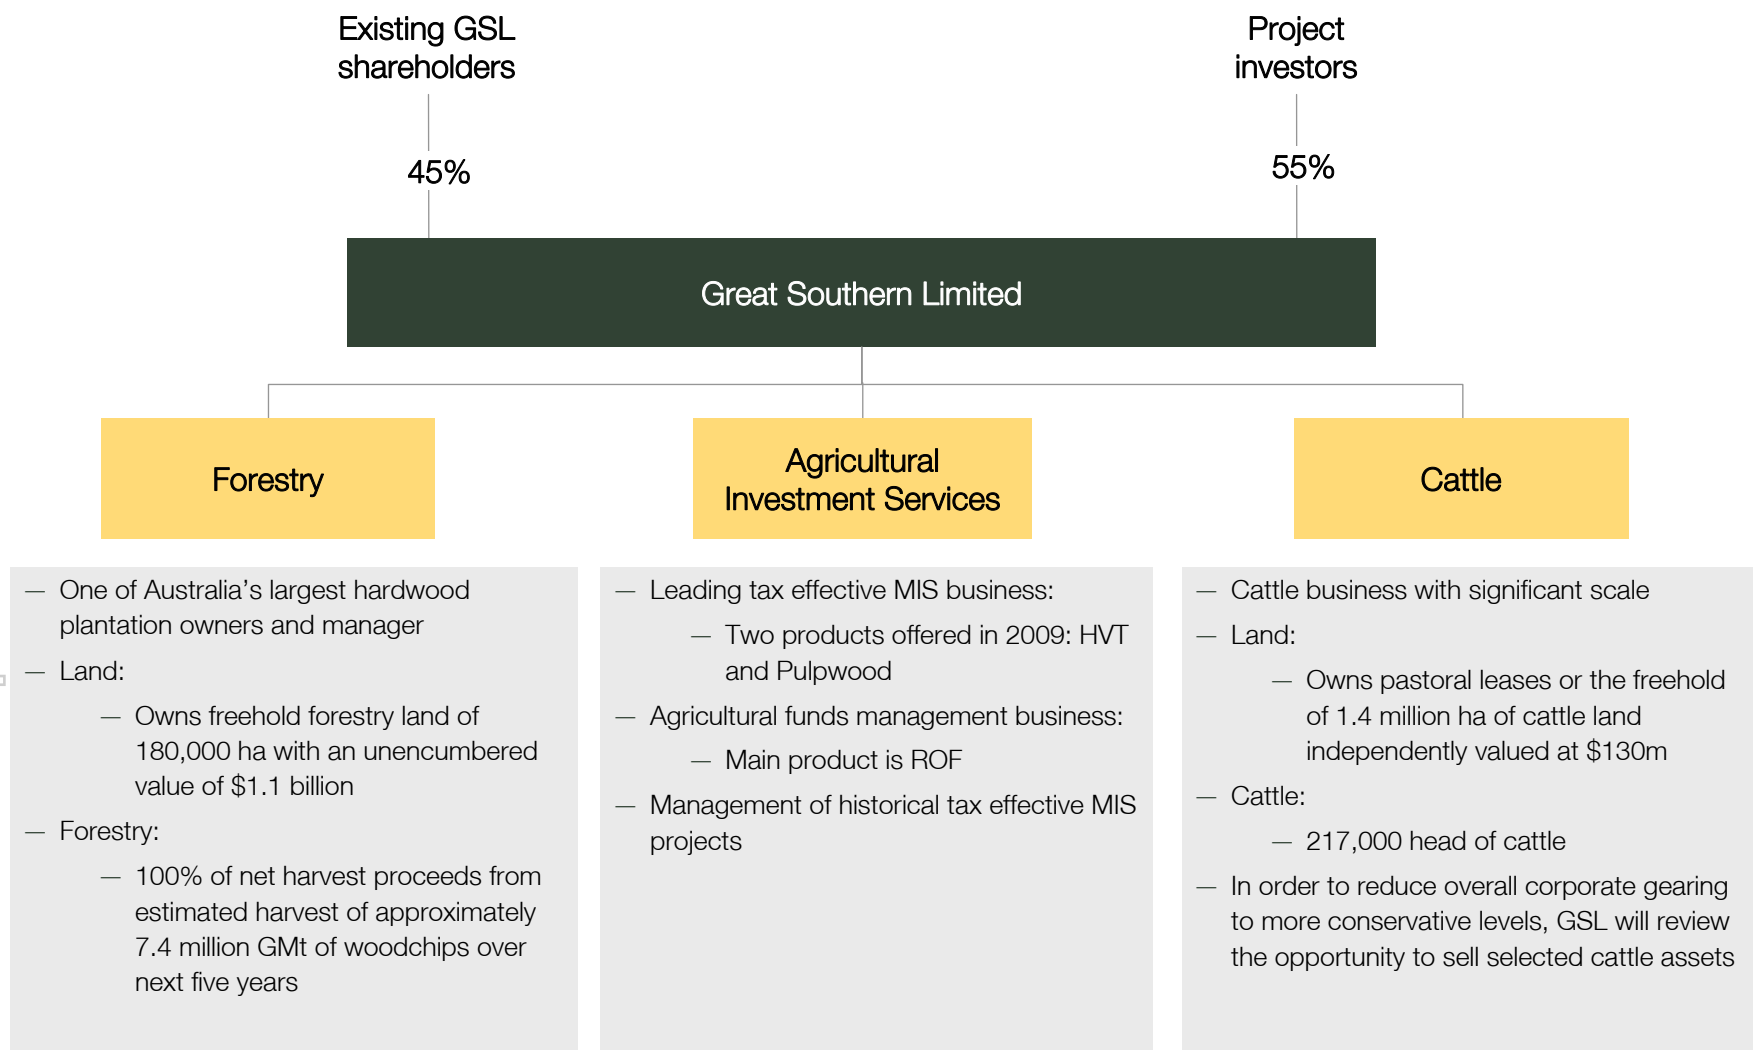 Existing GSL
shareholders
Project
investors
45%
55%
Great Southern Limited
Forestry
Agricultural
Investment Services
Cattle
— One of Australia’s largest hardwood
plantation owners and manager
— Land:
— Owns freehold forestry land of
180,000 ha with an unencumbered
value of $1.1 billion
— Forestry:
— 100% of net harvest proceeds from
estimated harvest of approximately
7.4 million GMt of woodchips over
next five years
— Leading tax effective MIS business:
— Two products offered in 2009: HVT
and Pulpwood
— Agricultural funds management business:
— Main product is ROF
— Management of historical tax effective MIS
projects
— Cattle business with significant scale
— Land:
— Owns pastoral leases or the freehold
of 1.4 million ha of cattle land
independently valued at $130m
— Cattle:
— 217,000 head of cattle
— In order to reduce overall corporate gearing
to more conservative levels, GSL will review
the opportunity to sell selected cattle assets